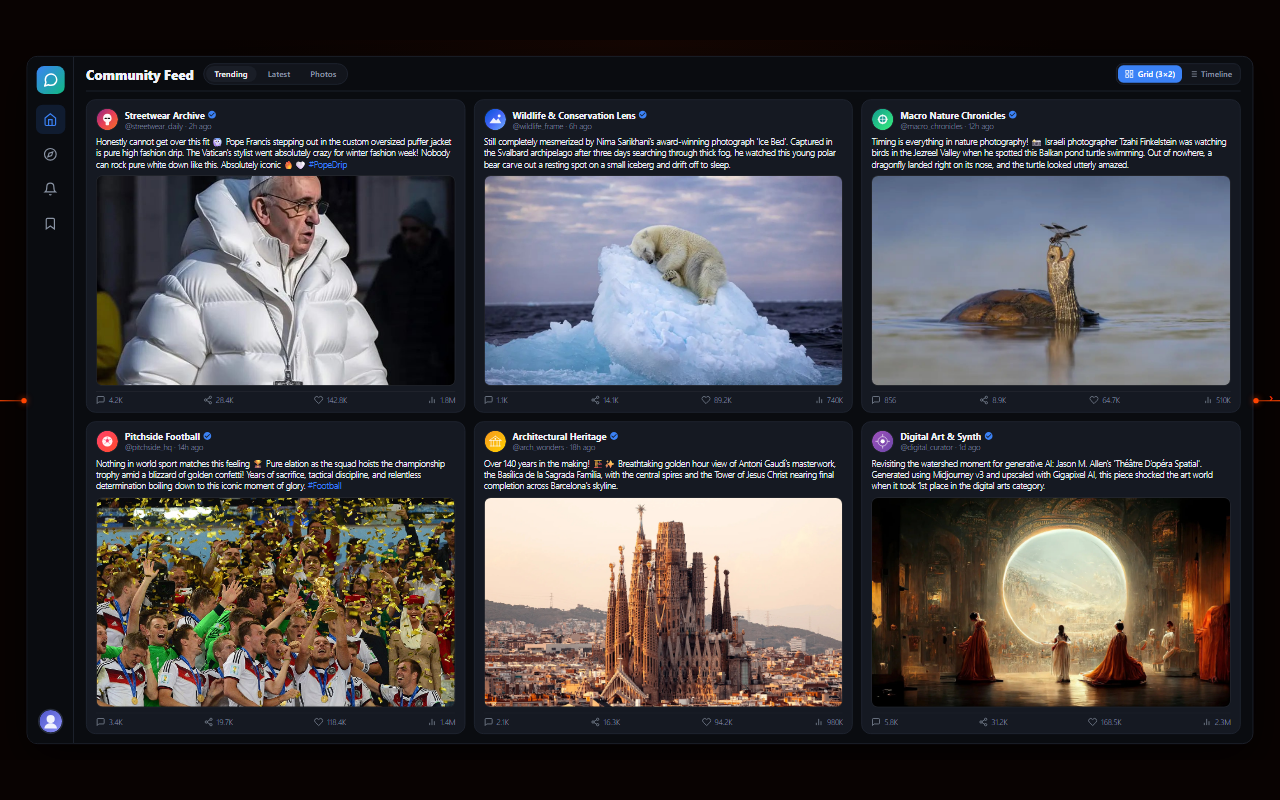 Community Feed
Trending
Latest
Photos
Grid (3×2)
Timeline
Streetwear Archive
@streetwear_daily · 2h ago
Honestly cannot get over this fit 🥶 Pope Francis stepping out in the custom oversized puffer jacket
is pure high fashion drip. The Vatican's stylist went absolutely crazy for winter fashion week! Nobody
can rock pure white down like this. Absolutely iconic 🔥 🤍 #PopeDrip
4.2K
28.4K
142.8K
1.8M
Wildlife & Conservation Lens
@wildlife_frame · 6h ago
Still completely mesmerized by Nima Sarikhani's award-winning photograph 'Ice Bed'. Captured in
the Svalbard archipelago after three days searching through thick fog, he watched this young polar
bear carve out a resting spot on a small iceberg and drift off to sleep.
1.1K
14.1K
89.2K
740K
Macro Nature Chronicles
@macro_chronicles · 12h ago
Timing is everything in nature photography! 📸 Israeli photographer Tzahi Finkelstein was watching
birds in the Jezreel Valley when he spotted this Balkan pond turtle swimming. Out of nowhere, a
dragonfly landed right on its nose, and the turtle looked utterly amazed.
856
8.9K
64.7K
510K
Pitchside Football
@pitchside_hq · 14h ago
Nothing in world sport matches this feeling 🏆 Pure elation as the squad hoists the championship
trophy amid a blizzard of golden confetti! Years of sacrifice, tactical discipline, and relentless
determination boiling down to this iconic moment of glory. #Football
3.4K
19.7K
118.4K
1.4M
Architectural Heritage
@arch_wonders · 18h ago
Over 140 years in the making! 🏗️ ✨ Breathtaking golden hour view of Antoni Gaudí's masterwork,
the Basílica de la Sagrada Família, with the central spires and the Tower of Jesus Christ nearing final
completion across Barcelona's skyline.
2.1K
16.3K
94.2K
980K
Digital Art & Synth
@digital_curator · 1d ago
Revisiting the watershed moment for generative AI: Jason M. Allen's 'Théâtre D'opéra Spatial'.
Generated using Midjourney v3 and upscaled with Gigapixel AI, this piece shocked the art world
when it took 1st place in the digital arts category.
5.8K
31.2K
168.5K
2.3M